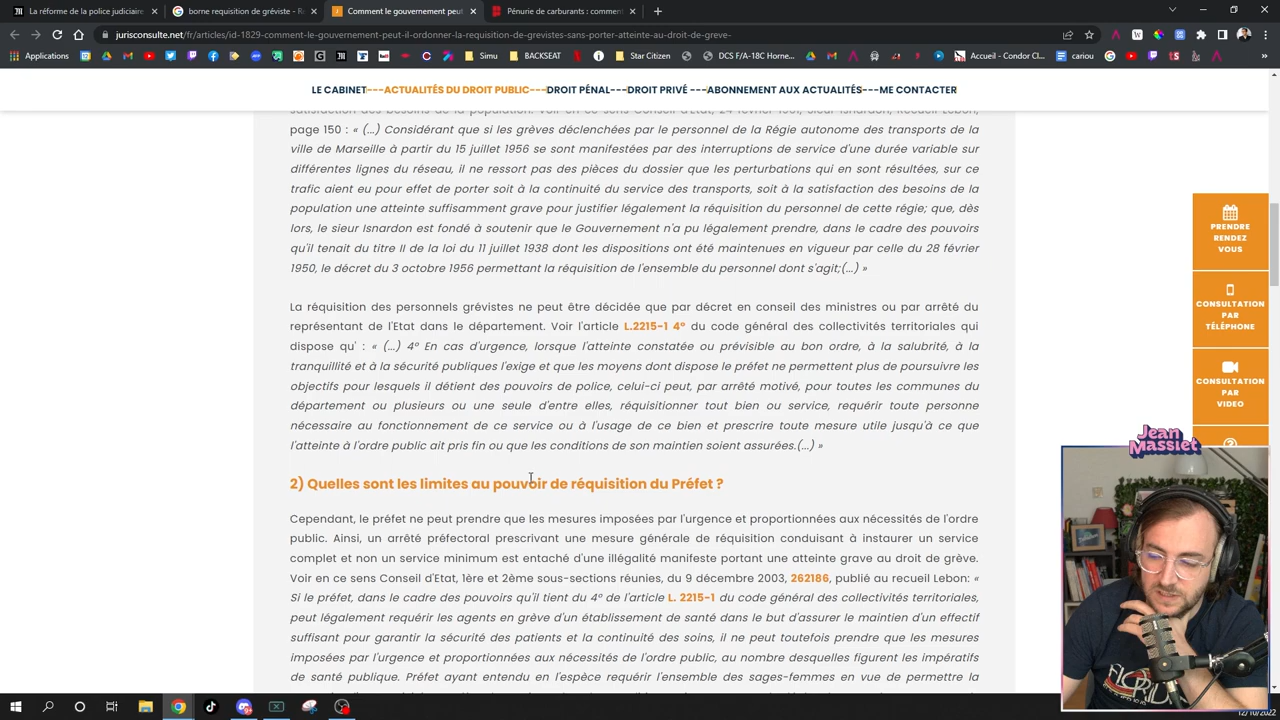 La réforme de la police judiciaire
borne requisition de gréviste - Re
Comment le gouvernement peut
Pénurie de carburants : comment
jurisconsulte.net/fr/articles/id-1829-comment-le-gouvernement-peut-il-ordonner-la-requisition-de-grevistes-sans-porter-atteinte-au-droit-de-greve-
Applications
Simu
BACKSEAT
Star Citizen
DCS F/A-18C Horne...
Accueil - Condor Cl...
cariou
LE CABINET---ACTUALITÉS DU DROIT PUBLIC---DROIT PÉNAL---DROIT PRIVÉ ---ABONNEMENT AUX ACTUALITÉS---ME CONTACTER
page 150 : « (...) Considérant que si les grèves déclenchées par le personnel de la Régie autonome des transports de la
ville de Marseille à partir du 15 juillet 1956 se sont manifestées par des interruptions de service d'une durée variable sur
différentes lignes du réseau, il ne ressort pas des pièces du dossier que les perturbations qui en sont résultées, sur ce
trafic aient eu pour effet de porter soit à la continuité du service des transports, soit à la satisfaction des besoins de la
population une atteinte suffisamment grave pour justifier légalement la réquisition du personnel de cette régie; que, dès
lors, le sieur Isnardon est fondé à soutenir que le Gouvernement n'a pu légalement prendre, dans le cadre des pouvoirs
qu'il tenait du titre II de la loi du 11 juillet 1938 dont les dispositions ont été maintenues en vigueur par celle du 28 février
1950, le décret du 3 octobre 1956 permettant la réquisition de l'ensemble du personnel dont s'agit;(...) »
La réquisition des personnels grévistes ne peut être décidée que par décret en conseil des ministres ou par arrêté du
représentant de l'Etat dans le département. Voir l'article L.2215-1 4° du code général des collectivités territoriales qui
dispose qu' : « (...) 4° En cas d'urgence, lorsque l'atteinte constatée ou prévisible au bon ordre, à la salubrité, à la
tranquillité et à la sécurité publiques l'exige et que les moyens dont dispose le préfet ne permettent plus de poursuivre les
objectifs pour lesquels il détient des pouvoirs de police, celui-ci peut, par arrêté motivé, pour toutes les communes du
département ou plusieurs ou une seule d'entre elles, réquisitionner tout bien ou service, requérir toute personne
nécessaire au fonctionnement de ce service ou à l'usage de ce bien et prescrire toute mesure utile jusqu'à ce que
l'atteinte à l'ordre public ait pris fin ou que les conditions de son maintien soient assurées.(...) »
2) Quelles sont les limites au pouvoir de réquisition du Préfet ?
Cependant, le préfet ne peut prendre que les mesures imposées par l'urgence et proportionnées aux nécessités de l'ordre
public. Ainsi, un arrêté préfectoral prescrivant une mesure générale de réquisition conduisant à instaurer un service
complet et non un service minimum est entaché d'une illégalité manifeste portant une atteinte grave au droit de grève.
Voir en ce sens Conseil d'Etat, 1ère et 2ème sous-sections réunies, du 9 décembre 2003, 262186, publié au recueil Lebon: «
Si le préfet, dans le cadre des pouvoirs qu'il tient du 4° de l'article L. 2215-1 du code général des collectivités territoriales,
peut légalement requérir les agents en grève d'un établissement de santé dans le but d'assurer le maintien d'un effectif
suffisant pour garantir la sécurité des patients et la continuité des soins, il ne peut toutefois prendre que les mesures
imposées par l'urgence et proportionnées aux nécessités de l'ordre public, au nombre desquelles figurent les impératifs
de santé publique. Préfet ayant entendu en l'espèce requérir l'ensemble des sages-femmes en vue de permettre la
PRENDRE
RENDEZ
VOUS
CONSULTATION
PAR
TÉLÉPHONE
CONSULTATION
PAR
VIDEO
Jean
Massiet
12/10/2022